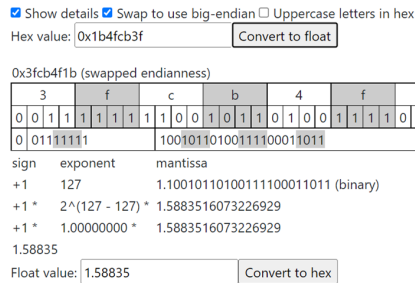 Show details Swap to use big-endian Uppercase letters in hex
Hex value: 0x1b4fcb3f Convert to float
0x3fcb4f1b (swapped endianness)
3 f c b 4 f
0 0 1 1 1 1 1 1 1 1 0 0 1 0 1 1 0 1 0 0 1 1 1 1 0
0 01111111 10010110100111100011011
sign exponent mantissa
+1 127 1.10010110100111100011011 (binary)
+1 * 2^(127 - 127) * 1.5883516073226929
+1 * 1.00000000 * 1.5883516073226929
1.58835
Float value: 1.58835 Convert to hex